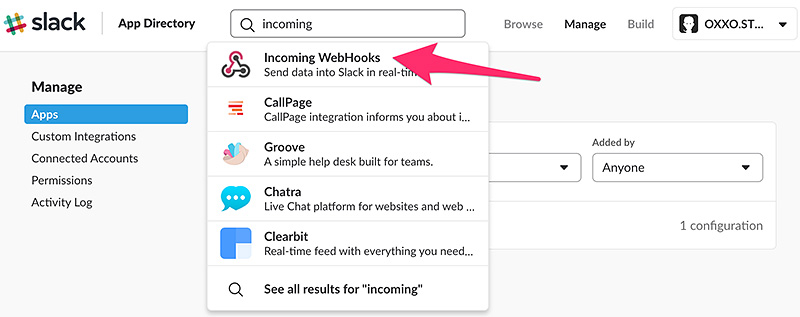 slack
App Directory
incoming
Browse
Manage
Build
OXXO.ST...
Incoming WebHooks
Send data into Slack in real-tim
CallPage
CallPage integration informs you about i...
Groove
A simple help desk built for teams.
Chatra
Live Chat platform for websites and web ...
Clearbit
Real-time feed with everything you need...
See all results for "incoming"
Manage
Apps
Custom Integrations
Connected Accounts
Permissions
Activity Log
Added by
Anyone
1 configuration